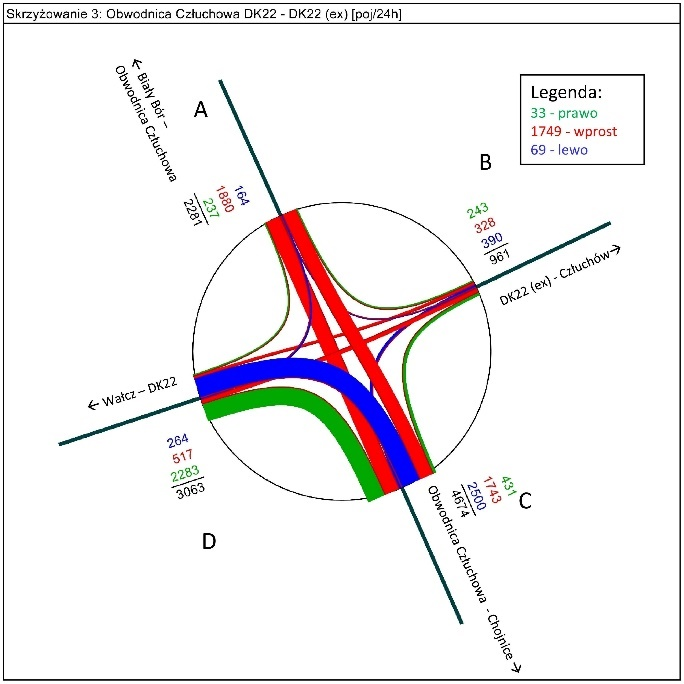 Skrzyżowanie 3: Obwodnica Człuchowa DK22 - DK22 (ex) [poj/24h]
← Biały Bór –
Obwodnica Człuchowa
A
164
1880
237
2281
Legenda:
33 - prawo
1749 - wprost
69 - lewo
B
243
328
390
961
DK22 (ex) - Człuchów→
← Wałcz – DK22
264
517
2283
3063
D
431
1743
2500
4674
C
Obwodnica Człuchowa - Chojnice →